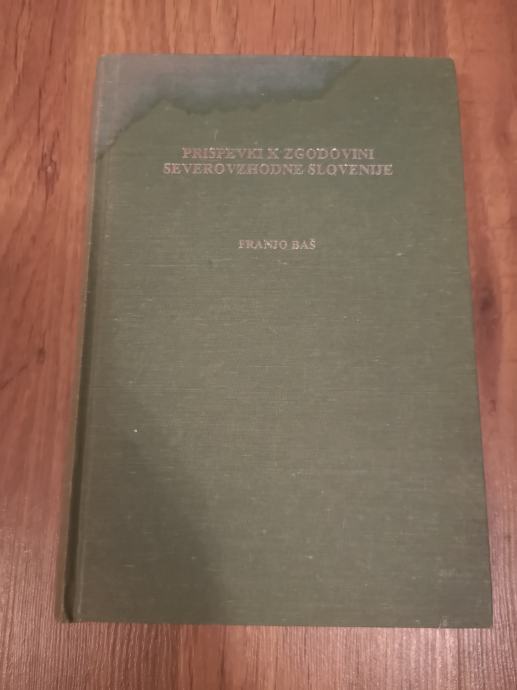 PRISPEVKI K ZGODOVINI
SEVEROVZHODNE SLOVENIJE
FRANJO BAŠ